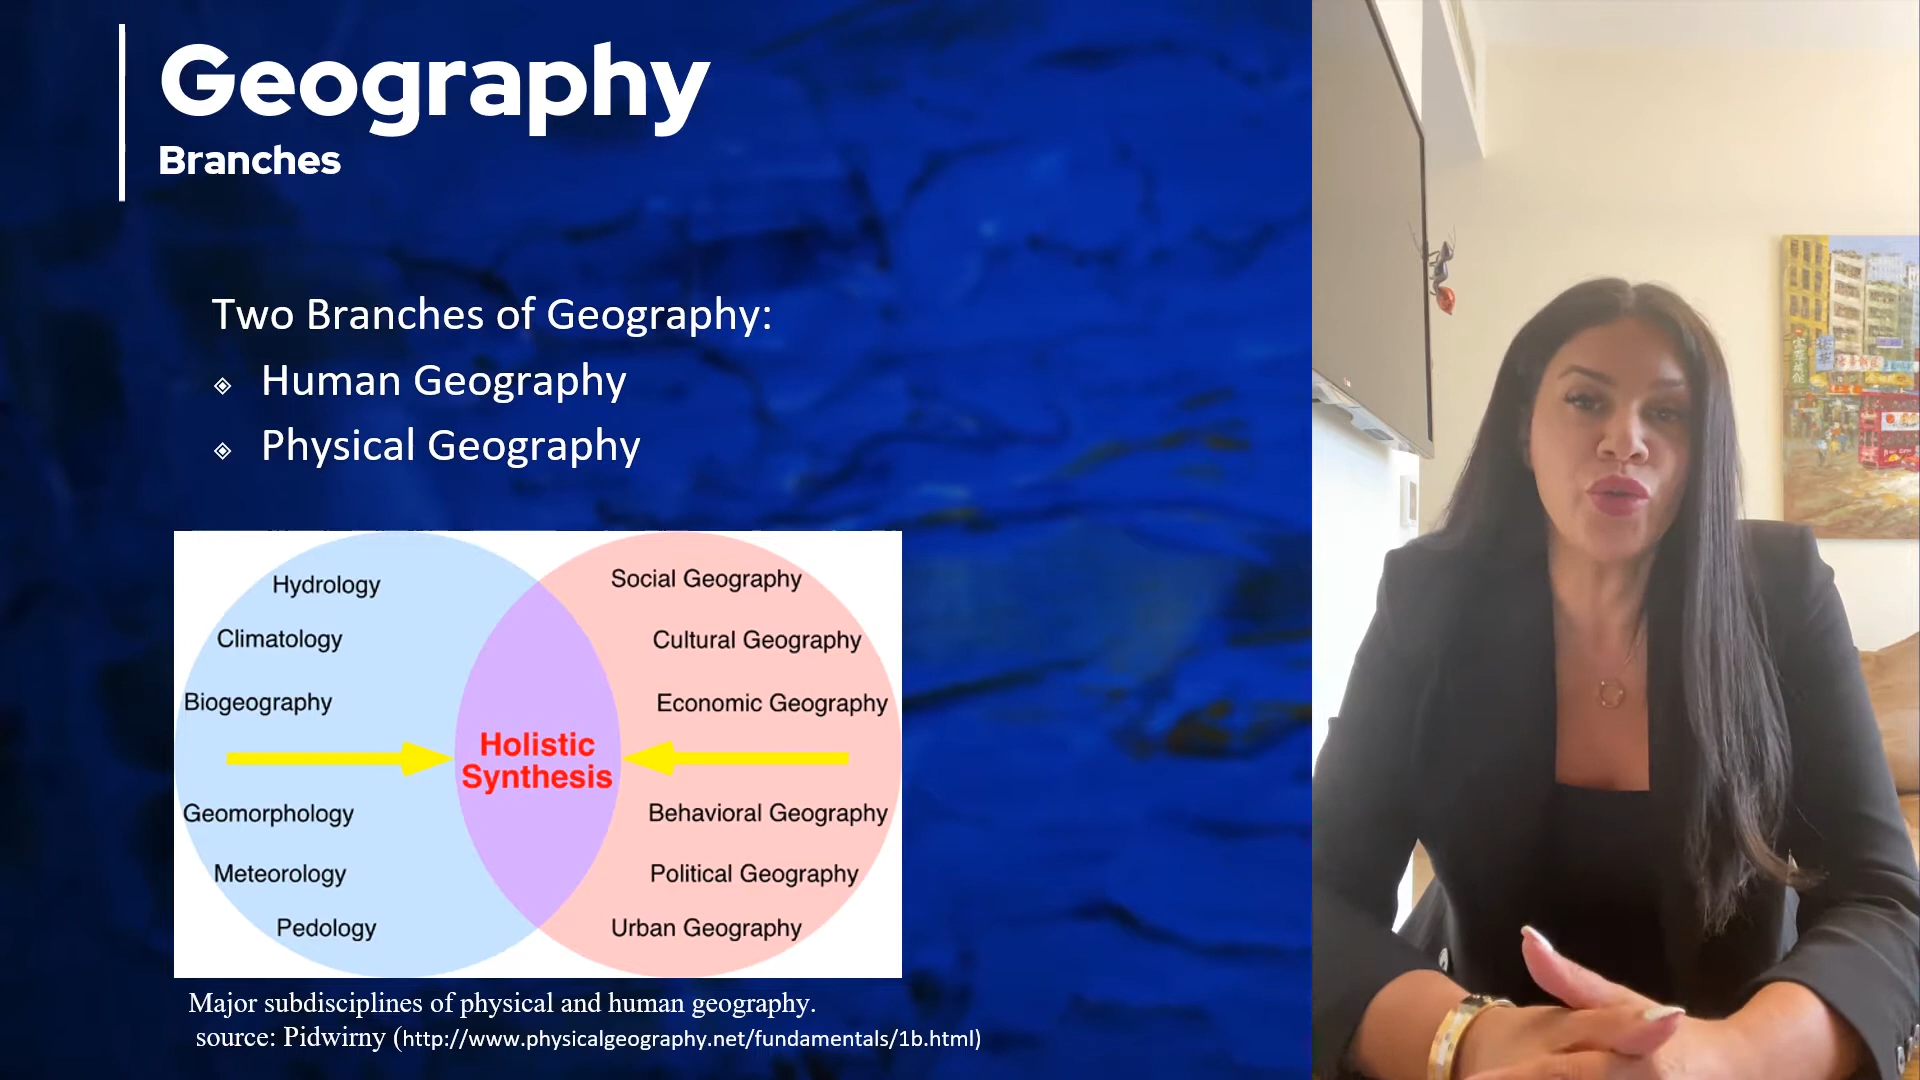 Geography
Branches
Two Branches of Geography:
Human Geography
Physical Geography
Hydrology
Climatology
Biogeography
Geomorphology
Meteorology
Pedology
Holistic
Synthesis
Social Geography
Cultural Geography
Economic Geography
Behavioral Geography
Political Geography
Urban Geography
Major subdisciplines of physical and human geography.
source: Pidwirny (http://www.physicalgeography.net/fundamentals/1b.html)